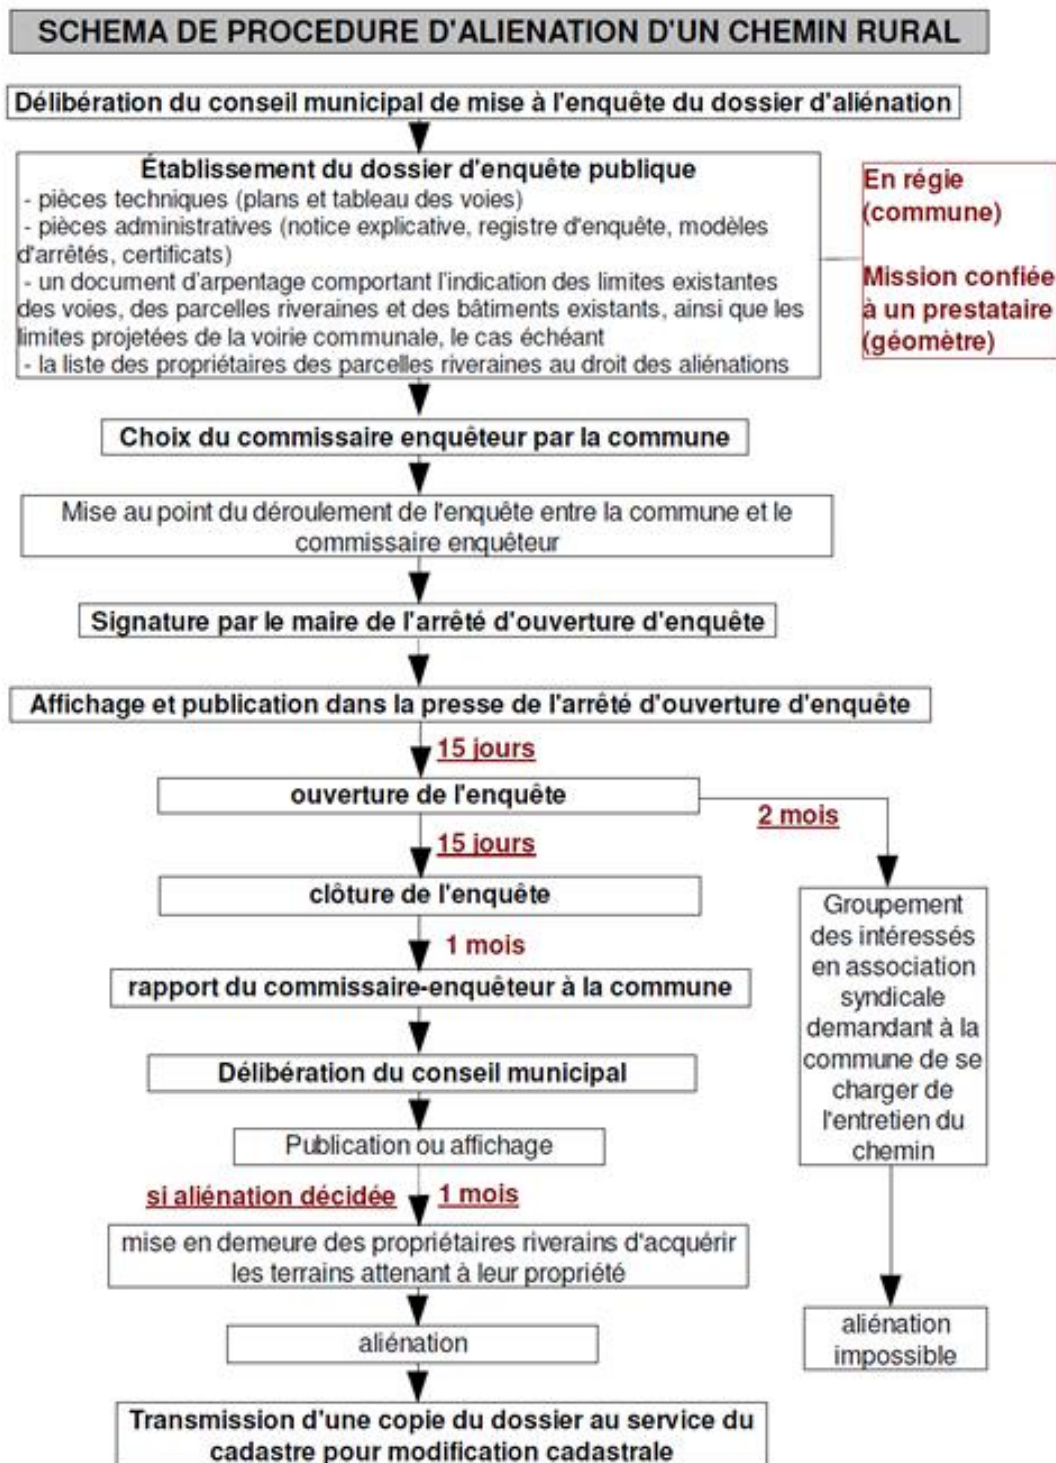 SCHEMA DE PROCEDURE D'ALIENATION D'UN CHEMIN RURAL
Délibération du conseil municipal de mise à l'enquête du dossier d'aliénation
Établissement du dossier d'enquête publique
- pièces techniques (plans et tableau des voies)
- pièces administratives (notice explicative, registre d'enquête, modèles
d'arrêtés, certificats)
- un document d'arpentage comportant l'indication des limites existantes
des voies, des parcelles riveraines et des bâtiments existants, ainsi que les
limites projetées de la voirie communale, le cas échéant
- la liste des propriétaires des parcelles riveraines au droit des aliénations
En régie
(commune)
Mission confiée
à un prestataire
(géomètre)
Choix du commissaire enquêteur par la commune
Mise au point du déroulement de l'enquête entre la commune et le
commissaire enquêteur
Signature par le maire de l'arrêté d'ouverture d'enquête
Affichage et publication dans la presse de l'arrêté d'ouverture d'enquête
15 jours
ouverture de l'enquête
2 mois
15 jours
clôture de l'enquête
1 mois
rapport du commissaire-enquêteur à la commune
Délibération du conseil municipal
Publication ou affichage
si aliénation décidée
1 mois
mise en demeure des propriétaires riverains d'acquérir
les terrains attenant à leur propriété
aliénation
Transmission d'une copie du dossier au service du
cadastre pour modification cadastrale
Groupement
des intéressés
en association
syndicale
demandant à la
commune de se
charger de
l'entretien du
chemin
aliénation
impossible